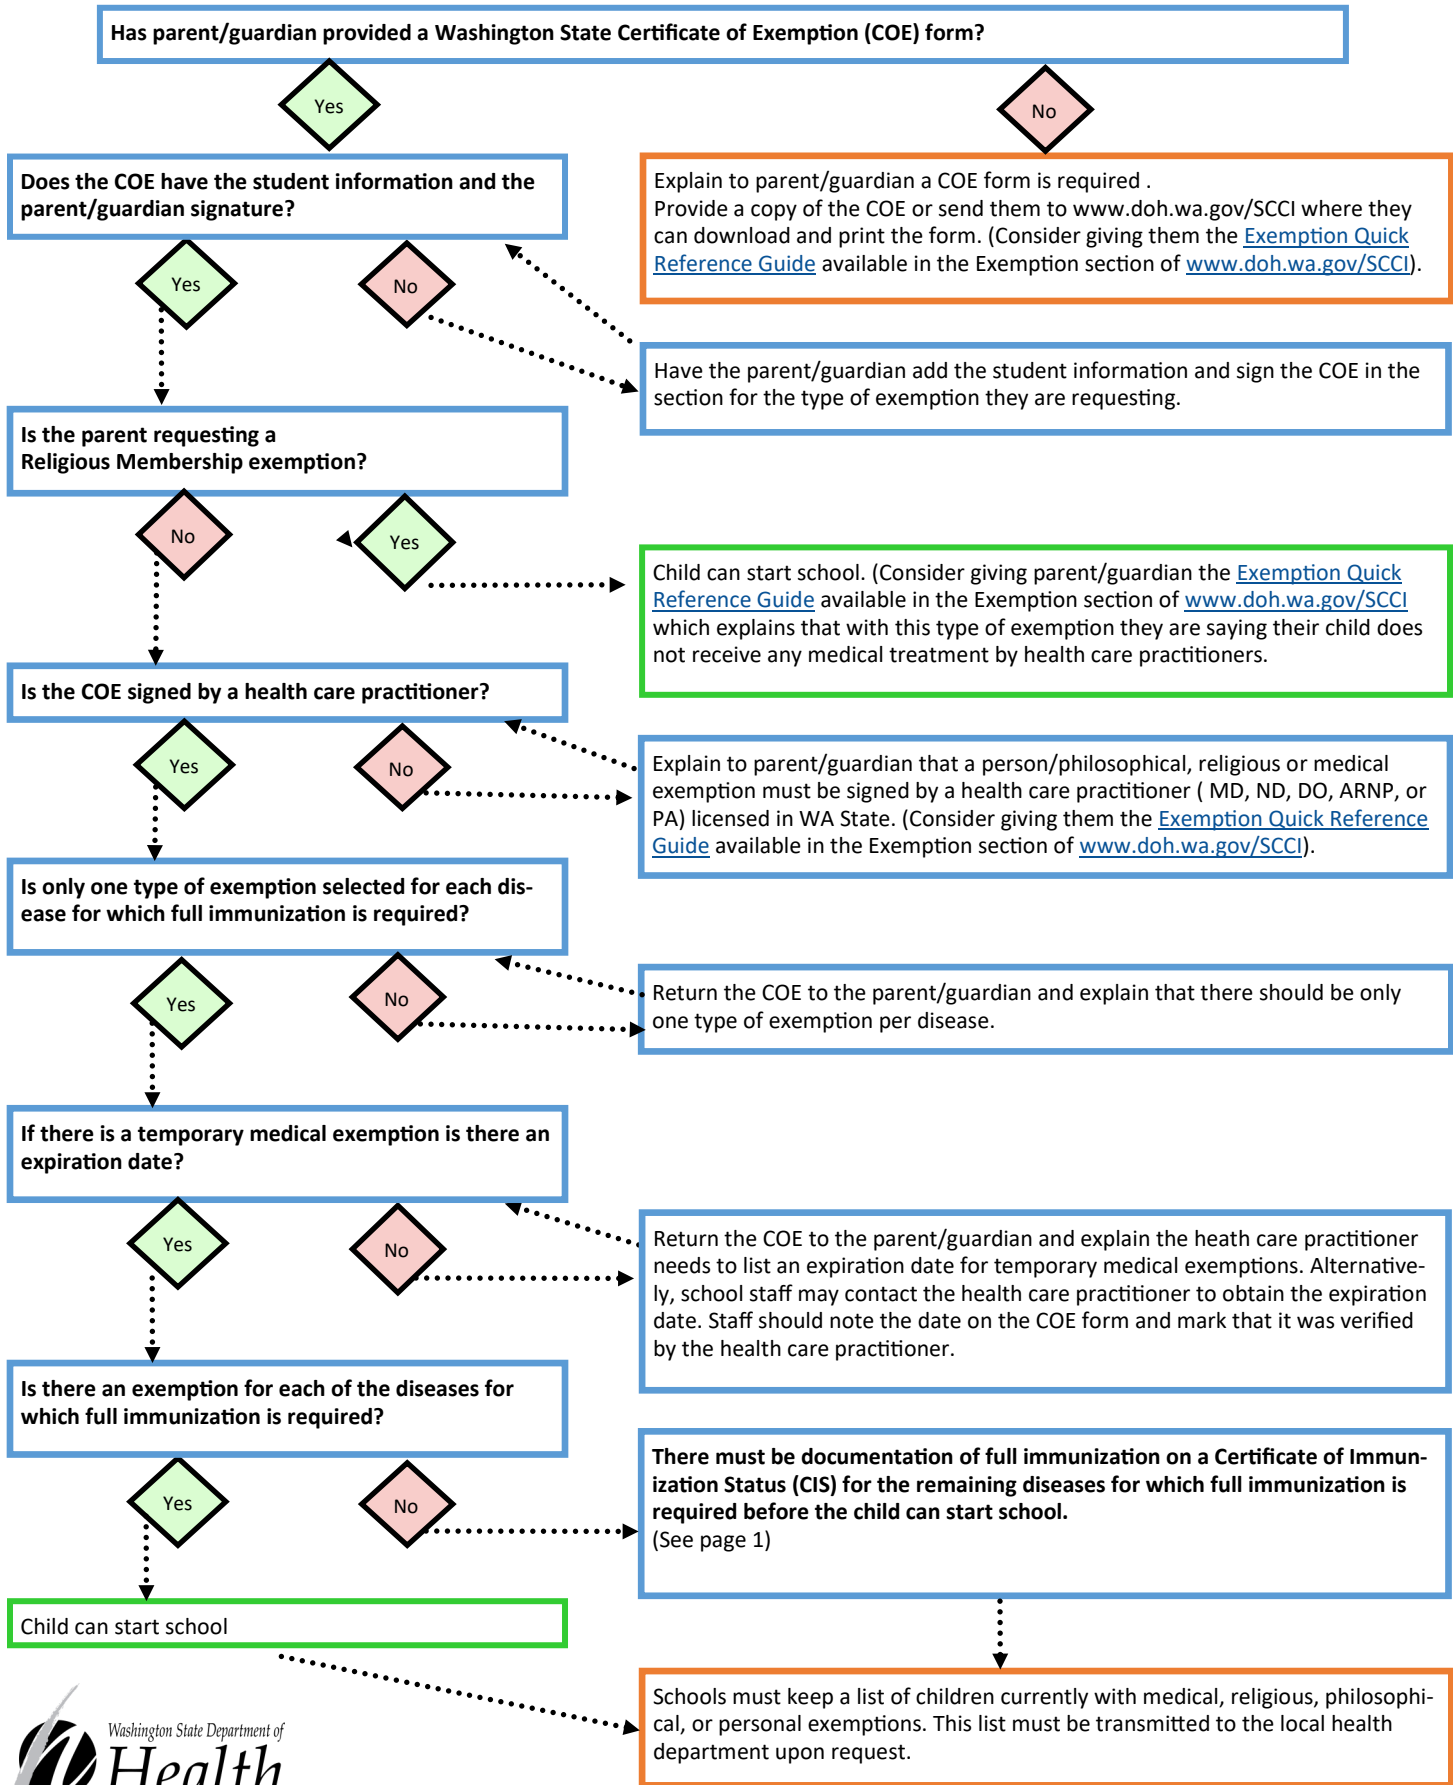 Has parent/guardian provided a Washington State Certificate of Exemption (COE) form?
Yes
No
Does the COE have the student information and the
parent/guardian signature?
Explain to parent/guardian a COE form is required .
Provide a copy of the COE or send them to www.doh.wa.gov/SCCI where they
can download and print the form. (Consider giving them the Exemption Quick
Reference Guide available in the Exemption section of www.doh.wa.gov/SCCI).
Yes
No
Have the parent/guardian add the student information and sign the COE in the
section for the type of exemption they are requesting.
Is the parent requesting a
Religious Membership exemption?
No
Yes
Child can start school. (Consider giving parent/guardian the Exemption Quick
Reference Guide available in the Exemption section of www.doh.wa.gov/SCCI
which explains that with this type of exemption they are saying their child does
not receive any medical treatment by health care practitioners.
Is the COE signed by a health care practitioner?
Yes
No
Explain to parent/guardian that a person/philosophical, religious or medical
exemption must be signed by a health care practitioner ( MD, ND, DO, ARNP, or
PA) licensed in WA State. (Consider giving them the Exemption Quick Reference
Guide available in the Exemption section of www.doh.wa.gov/SCCI).
Is only one type of exemption selected for each dis-
ease for which full immunization is required?
Yes
No
Return the COE to the parent/guardian and explain that there should be only
one type of exemption per disease.
If there is a temporary medical exemption is there an
expiration date?
Yes
No
Return the COE to the parent/guardian and explain the heath care practitioner
needs to list an expiration date for temporary medical exemptions. Alternative-
ly, school staff may contact the health care practitioner to obtain the expiration
date. Staff should note the date on the COE form and mark that it was verified
by the health care practitioner.
Is there an exemption for each of the diseases for
which full immunization is required?
Yes
No
There must be documentation of full immunization on a Certificate of Immun-
ization Status (CIS) for the remaining diseases for which full immunization is
required before the child can start school.
(See page 1)
Child can start school
Schools must keep a list of children currently with medical, religious, philosophi-
cal, or personal exemptions. This list must be transmitted to the local health
department upon request.
Washington State Department of
Health